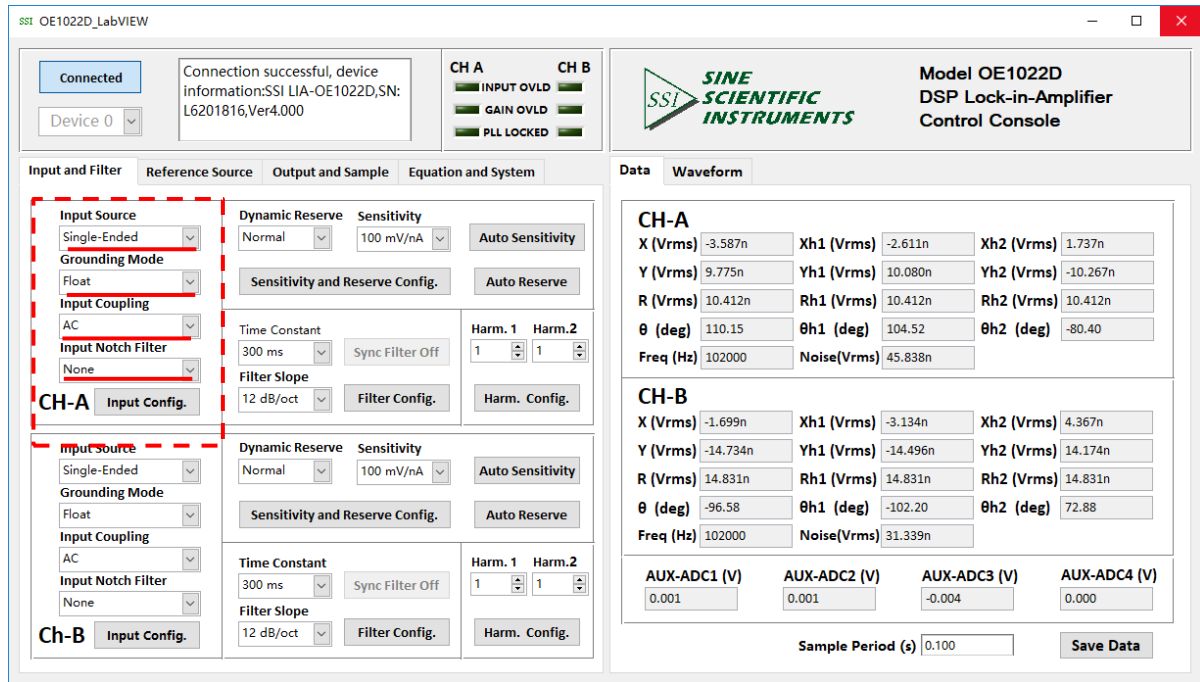 SSI OE1022D_LabVIEW
Connected
Device 0
Connection successful, device
information:SSI LIA-OE1022D,SN:
L6201816,Ver4.000
CH A CH B
INPUT OVLD
GAIN OVLD
PLL LOCKED
SSI
SINE
SCIENTIFIC
INSTRUMENTS
Model OE1022D
DSP Lock-in-Amplifier
Control Console
Input and Filter Reference Source Output and Sample Equation and System
Input Source
Single-Ended
Grounding Mode
Float
Input Coupling
AC
Input Notch Filter
None
CH-A Input Config.
Dynamic Reserve Sensitivity
Normal 100 mV/nA Auto Sensitivity
Sensitivity and Reserve Config. Auto Reserve
Time Constant
300 ms Sync Filter Off
Filter Slope
12 dB/oct Filter Config.
Harm. 1 Harm.2
1 1
Harm. Config.
Input Source
Single-Ended
Grounding Mode
Float
Input Coupling
AC
Input Notch Filter
None
Ch-B Input Config.
Dynamic Reserve Sensitivity
Normal 100 mV/nA Auto Sensitivity
Sensitivity and Reserve Config. Auto Reserve
Time Constant
300 ms Sync Filter Off
Filter Slope
12 dB/oct Filter Config.
Harm. 1 Harm.2
1 1
Harm. Config.
Data Waveform
CH-A
X (Vrms) -3.587n Xh1 (Vrms) -2.611n Xh2 (Vrms) 1.737n
Y (Vrms) 9.775n Yh1 (Vrms) 10.080n Yh2 (Vrms) -10.267n
R (Vrms) 10.412n Rh1 (Vrms) 10.412n Rh2 (Vrms) 10.412n
θ (deg) 110.15 θh1 (deg) 104.52 θh2 (deg) -80.40
Freq (Hz) 102000 Noise(Vrms) 45.838n
CH-B
X (Vrms) -1.699n Xh1 (Vrms) -3.134n Xh2 (Vrms) 4.367n
Y (Vrms) -14.734n Yh1 (Vrms) -14.496n Yh2 (Vrms) 14.174n
R (Vrms) 14.831n Rh1 (Vrms) 14.831n Rh2 (Vrms) 14.831n
θ (deg) -96.58 θh1 (deg) -102.20 θh2 (deg) 72.88
Freq (Hz) 102000 Noise(Vrms) 31.339n
AUX-ADC1 (V) AUX-ADC2 (V) AUX-ADC3 (V) AUX-ADC4 (V)
0.001 0.001 -0.004 0.000
Sample Period (s) 0.100 Save Data